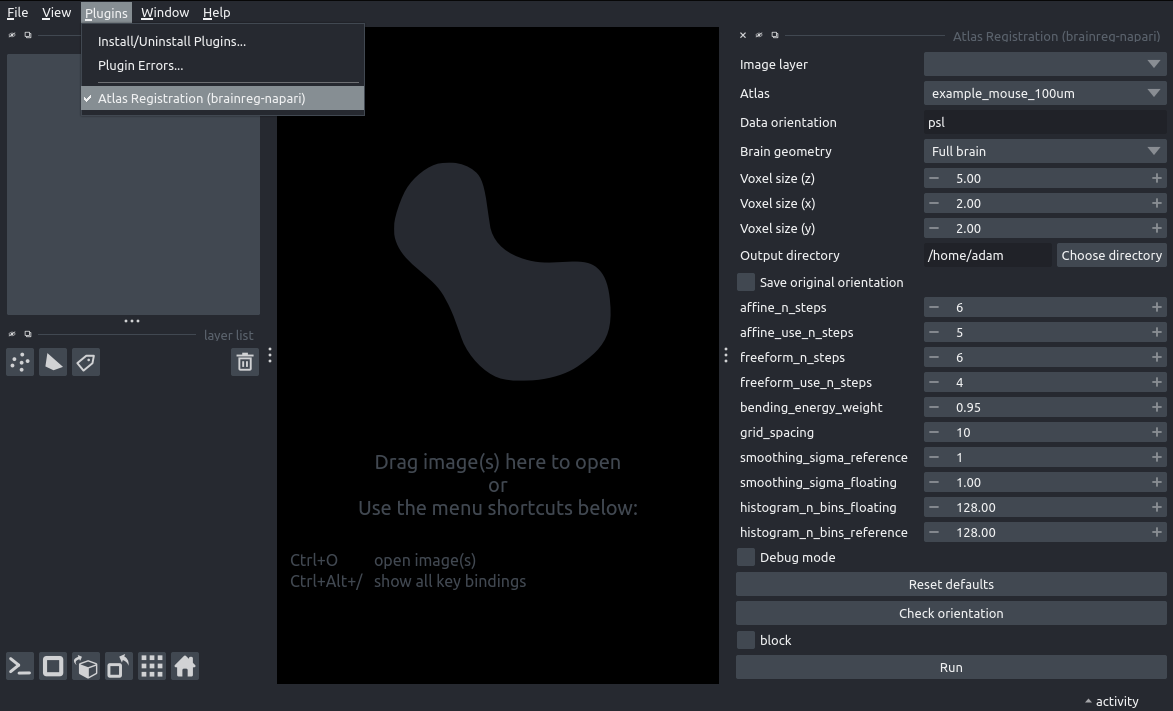 File View Plugins Window Help
Install/Uninstall Plugins...
Plugin Errors...
Atlas Registration (brainreg-napari)
layer list
Drag image(s) here to open
or
Use the menu shortcuts below:
Ctrl+O open image(s)
Ctrl+Alt+/ show all key bindings
Atlas Registration (brainreg-napari)
Image layer
Atlas example_mouse_100um
Data orientation psl
Brain geometry Full brain
Voxel size (z) 5.00
Voxel size (x) 2.00
Voxel size (y) 2.00
Output directory /home/adam Choose directory
Save original orientation
affine_n_steps 6
affine_use_n_steps 5
freeform_n_steps 6
freeform_use_n_steps 4
bending_energy_weight 0.95
grid_spacing 10
smoothing_sigma_reference 1
smoothing_sigma_floating 1.00
histogram_n_bins_floating 128.00
histogram_n_bins_reference 128.00
Debug mode
Reset defaults
Check orientation
block
Run
activity